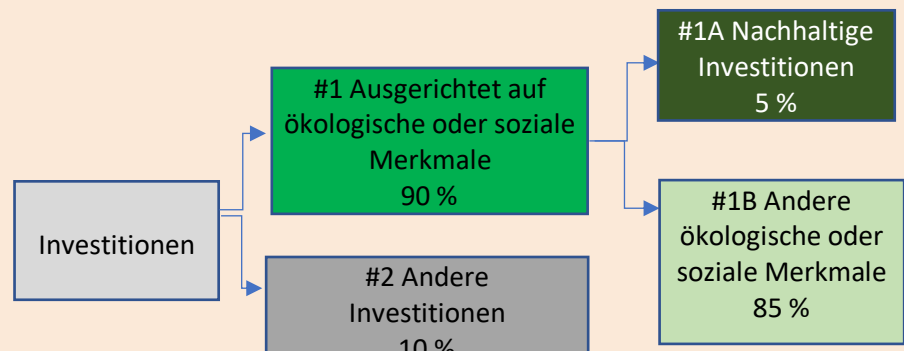 Investitionen
#1 Ausgerichtet auf
ökologische oder soziale
Merkmale
90 %
#2 Andere
Investitionen
10 %
#1A Nachhaltige
Investitionen
5 %
#1B Andere
ökologische oder
soziale Merkmale
85 %